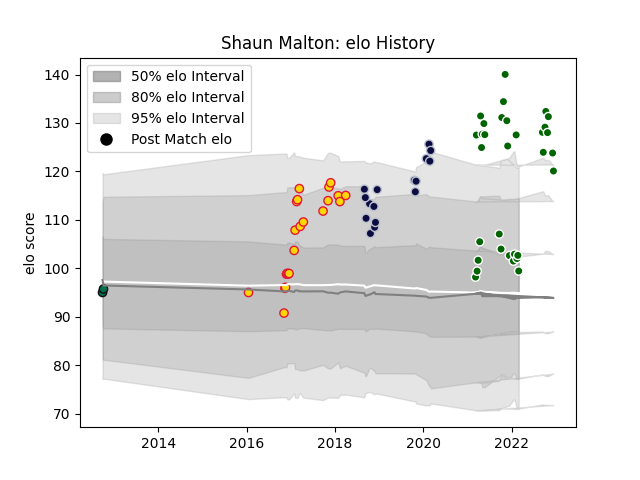 Shaun Malton: elo History
50% elo Interval
80% elo Interval
95% elo Interval
Post Match elo
elo score
140
130
120
110
100
90
80
70
2014
2016
2018
2020
2022